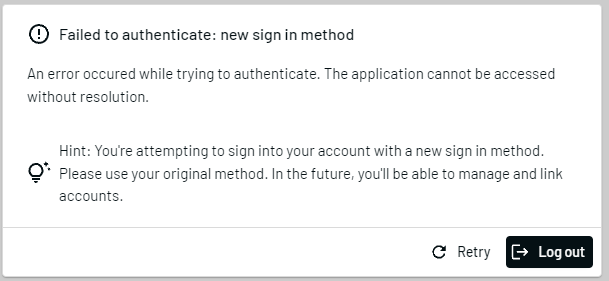 Failed to authenticate: new sign in method
An error occured while trying to authenticate. The application cannot be accessed
without resolution.
Hint: You're attempting to sign into your account with a new sign in method.
Please use your original method. In the future, you'll be able to manage and link
accounts.
Retry Log out